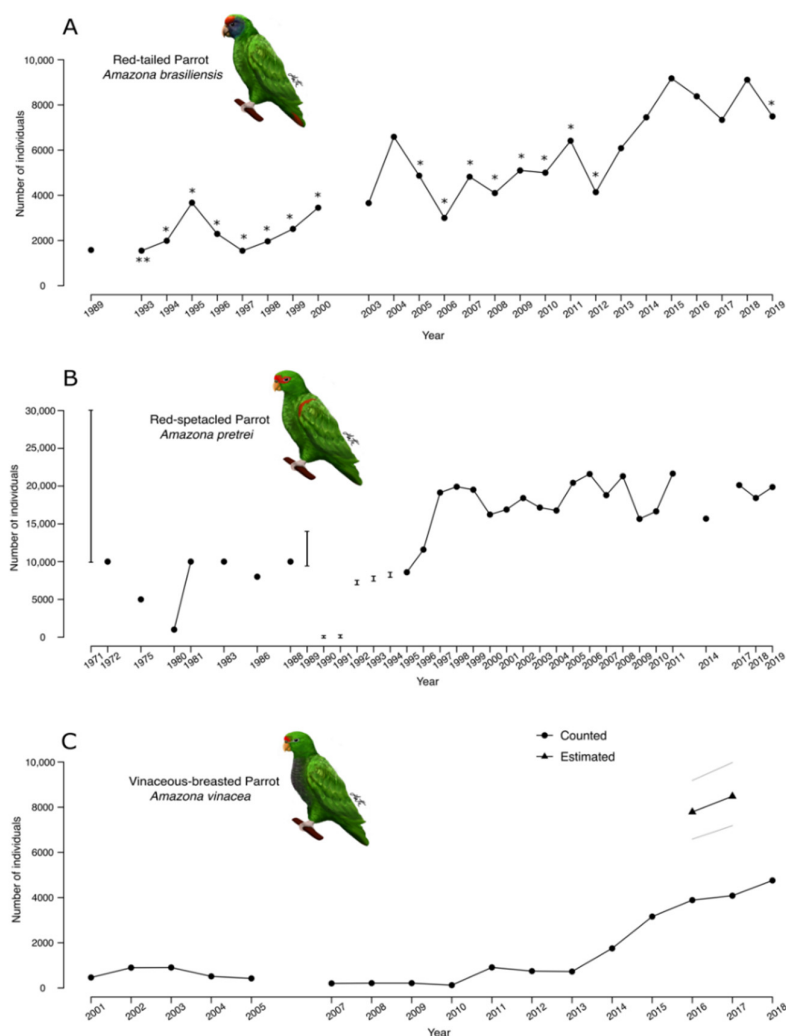 A
Red-tailed Parrot
Amazona brasiliensis
Number of individuals
10,000
8000
6000
4000
2000
0
* * * * * * * * * * * * * * * *
**
1989 1993 1994 1995 1996 1997 1998 1999 2000 2003 2004 2005 2006 2007 2008 2009 2010 2011 2012 2013 2014 2015 2016 2017 2018 2019
Year
B
Red-spetacled Parrot
Amazona pretrei
Number of individuals
30,000
25,000
20,000
15,000
10,000
5000
0
1971 1972 1975 1980 1981 1983 1986 1988 1989 1990 1991 1992 1993 1994 1995 1996 1997 1998 1999 2000 2001 2002 2003 2004 2005 2006 2007 2008 2009 2010 2011 2014 2017 2018 2019
Year
C
Counted
Estimated
Vinaceous-breasted Parrot
Amazona vinacea
Number of individuals
10,000
8000
6000
4000
2000
0
2001 2002 2003 2004 2005 2007 2008 2009 2010 2011 2012 2013 2014 2015 2016 2017 2018
Year